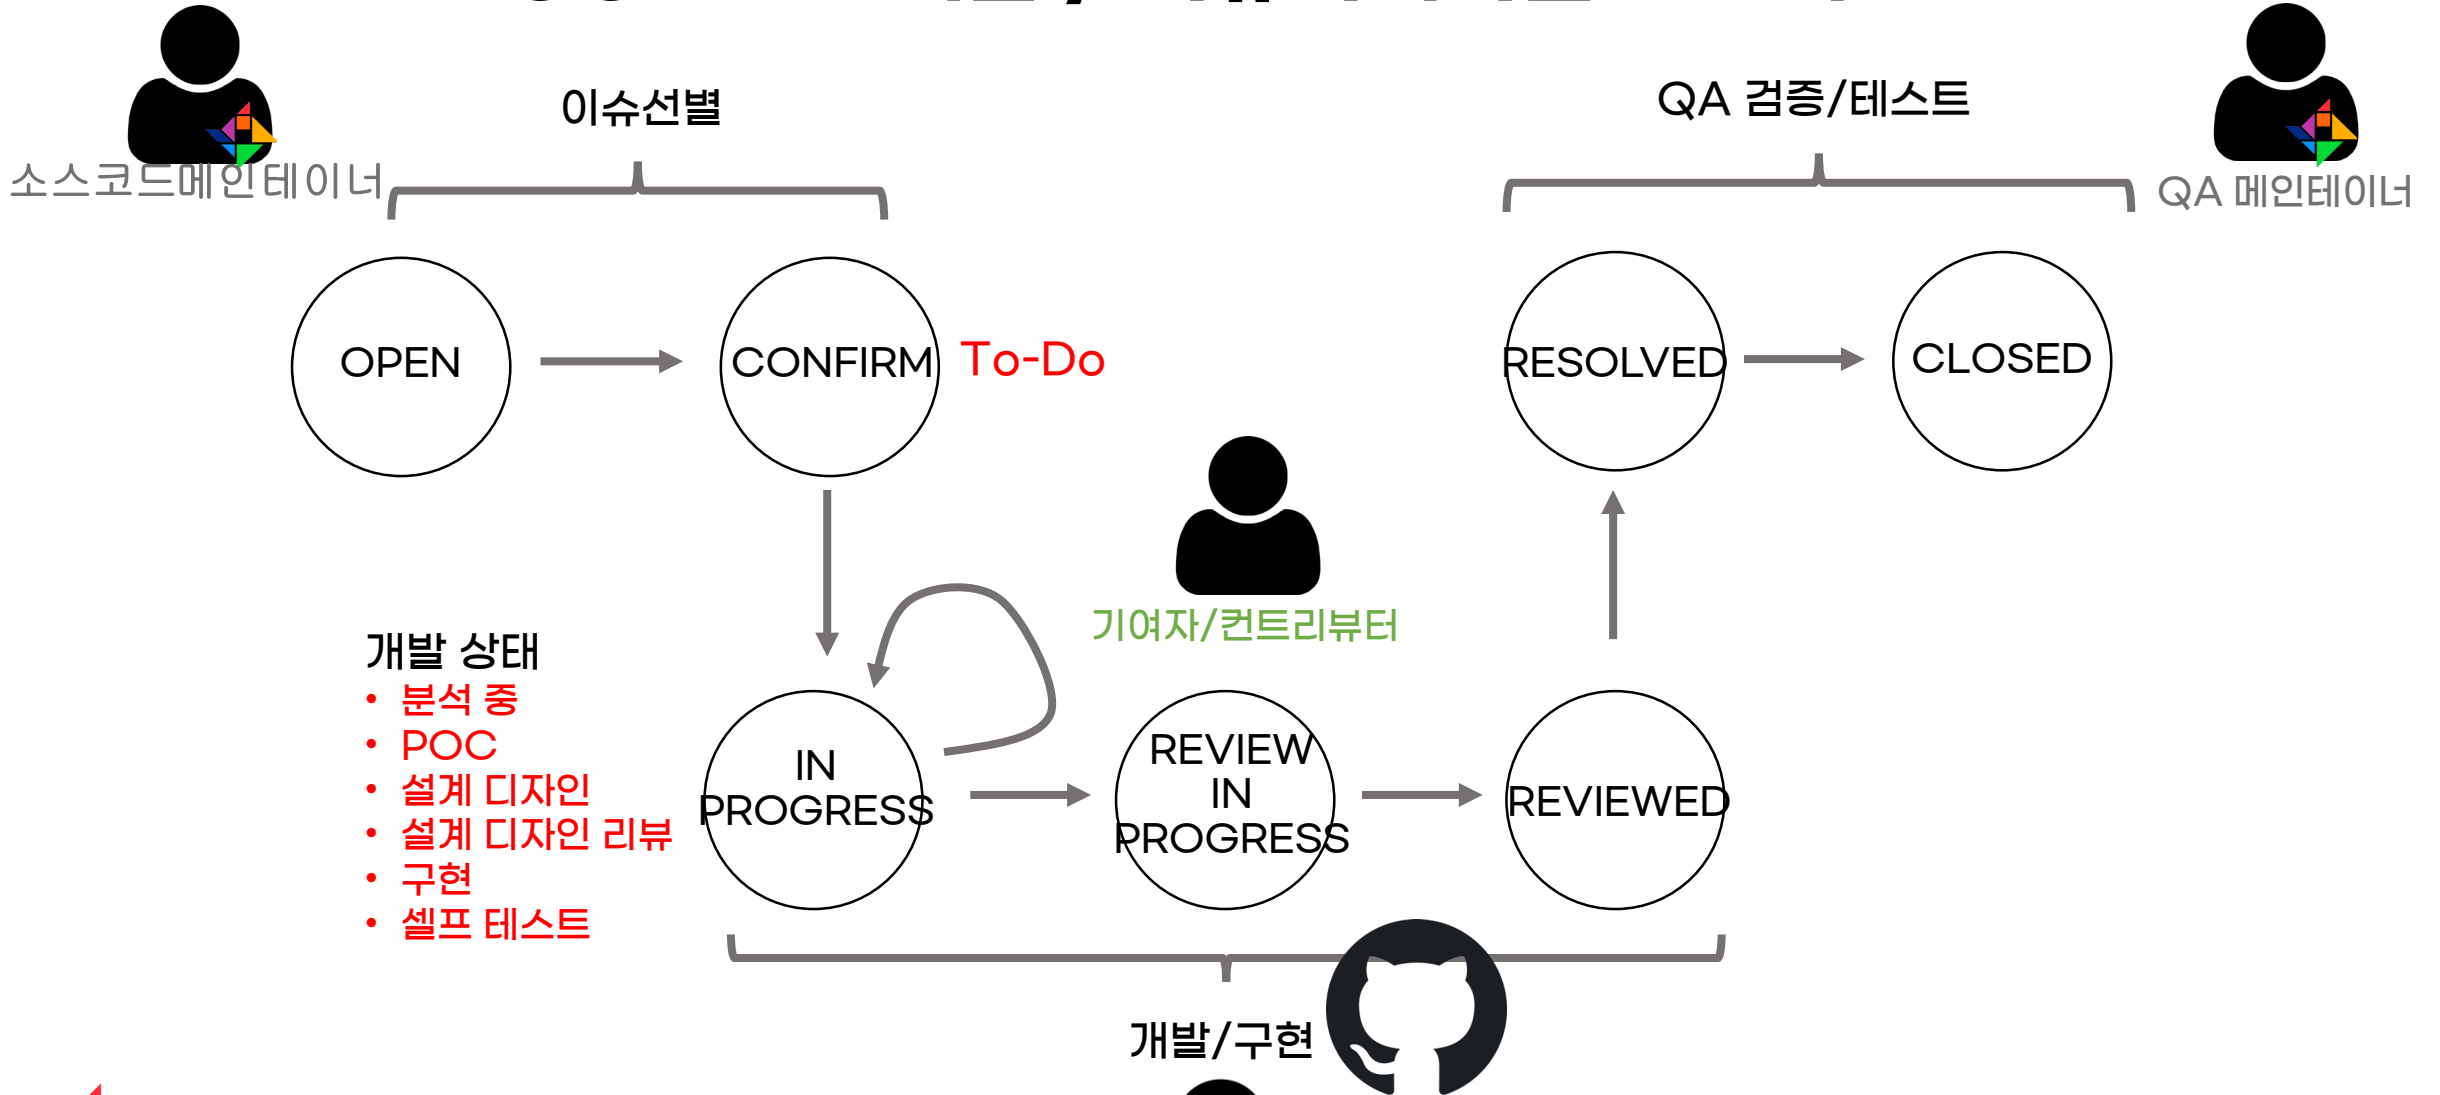 이슈선별
QA 검증/테스트
소스코드메인테이너
QA 메인테이너
OPEN
CONFIRM
To-Do
RESOLVED
CLOSED
기여자/컨트리뷰터
개발 상태
• 분석 중
• POC
• 설계 디자인
• 설계 디자인 리뷰
• 구현
• 셀프 테스트
IN
PROGRESS
REVIEW
IN
PROGRESS
REVIEWED
개발/구현